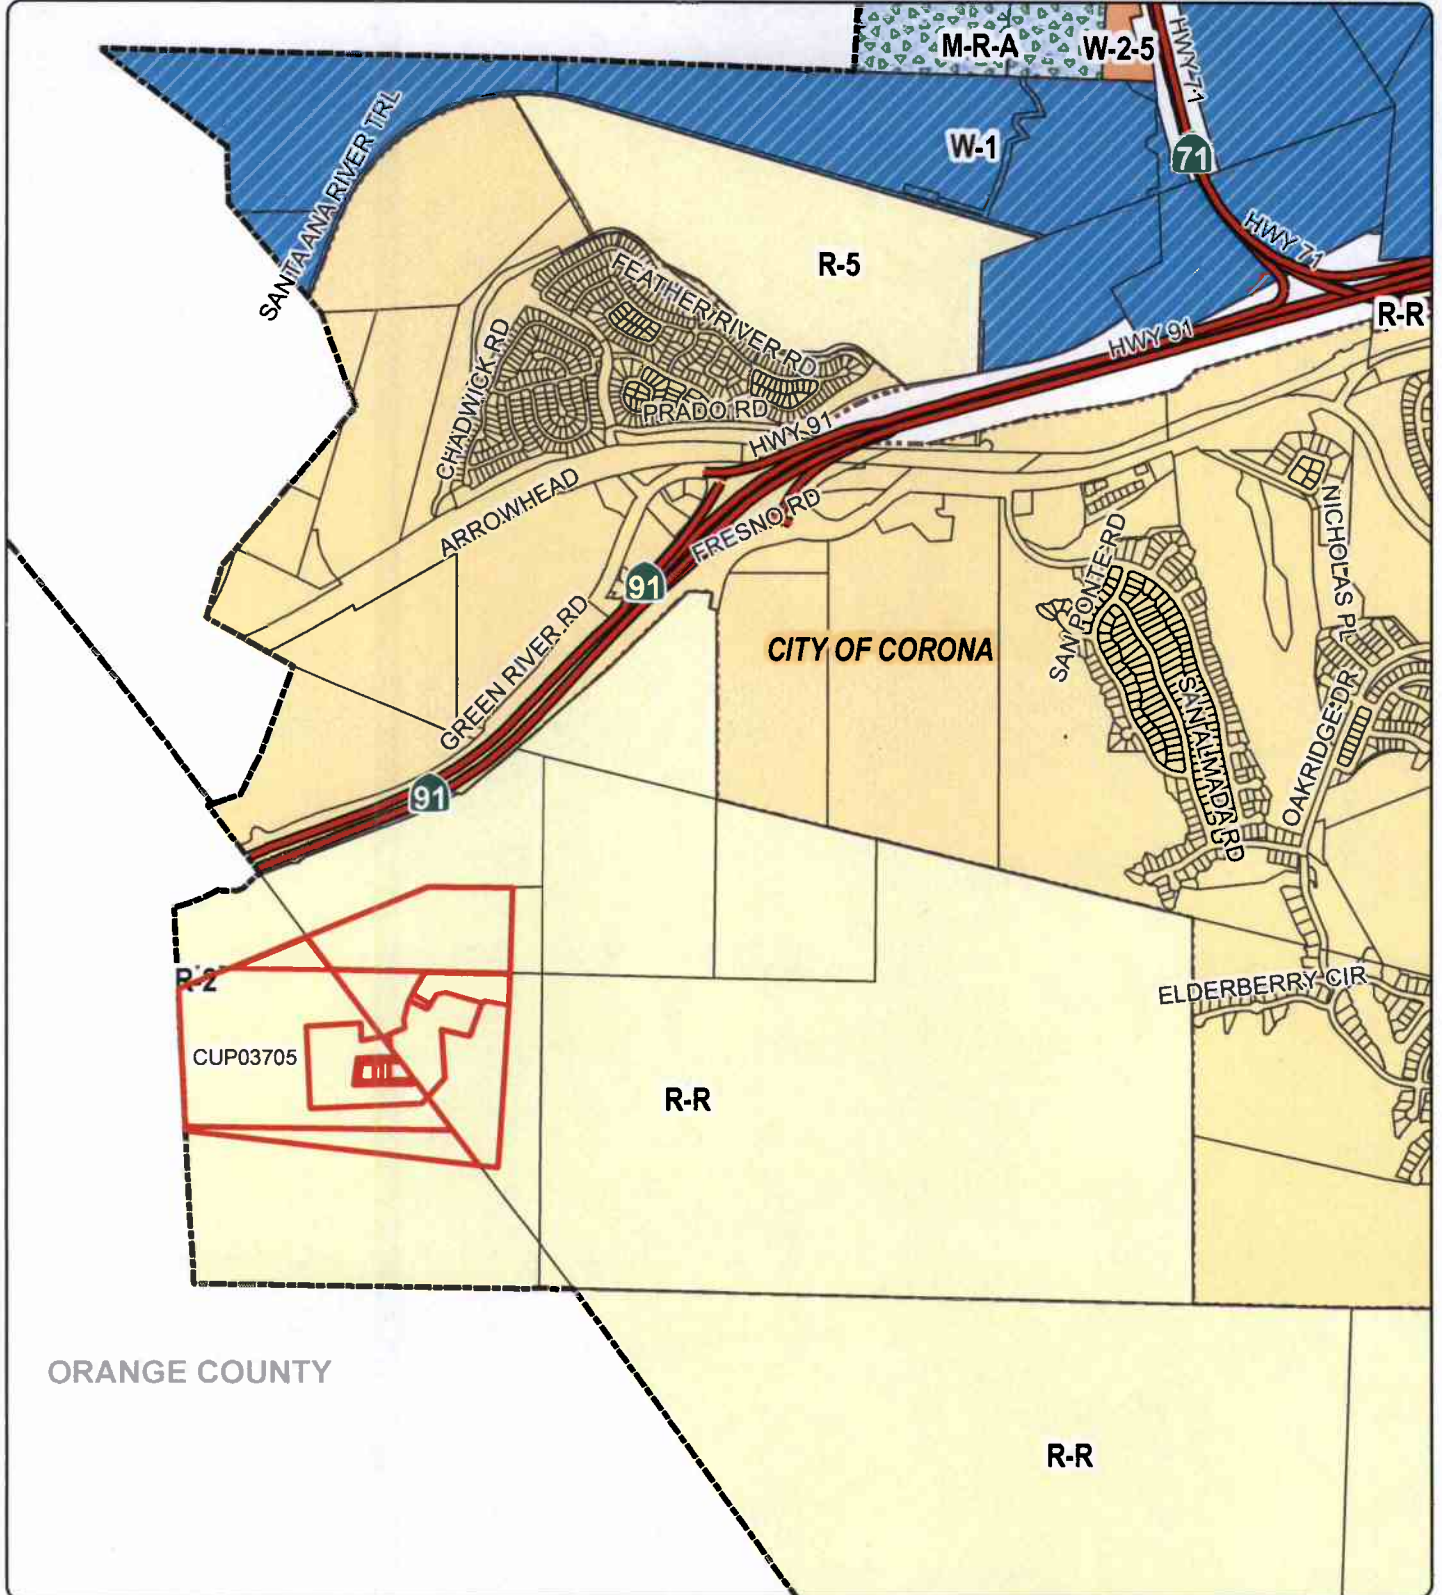 M-R-A
W-2-5
HWY 71
SANTA ANA RIVER TRL
W-1
71
HWY 71
R-5
FEATHER RIVER RD
R-R
HWY 91
CHADWICK RD
PRADO RD
HWY 91
ARROWHEAD
FRESNO RD
NICHOLAS PL
SAN PONTE RD
91
GREEN RIVER RD
CITY OF CORONA
SAN ALMADA RD
OAKRIDGE DR
91
R-2
ELDERBERRY CIR
CUP03705
R-R
ORANGE COUNTY
R-R